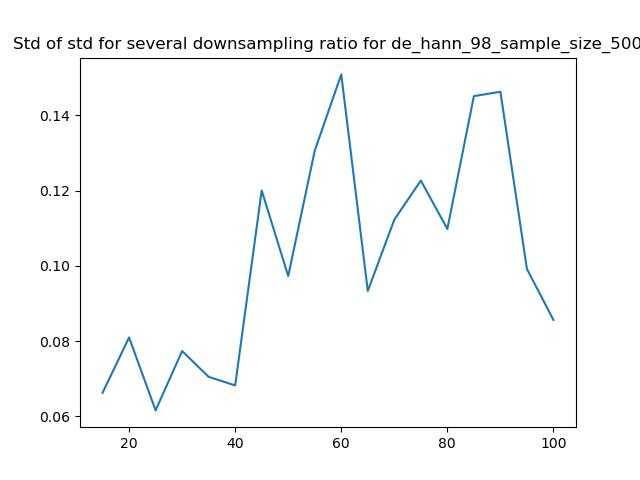 Std of std for several downsampling ratio for de_hann_98_sample_size_500
0.14
0.12
0.10
0.08
0.06
20 40 60 80 100